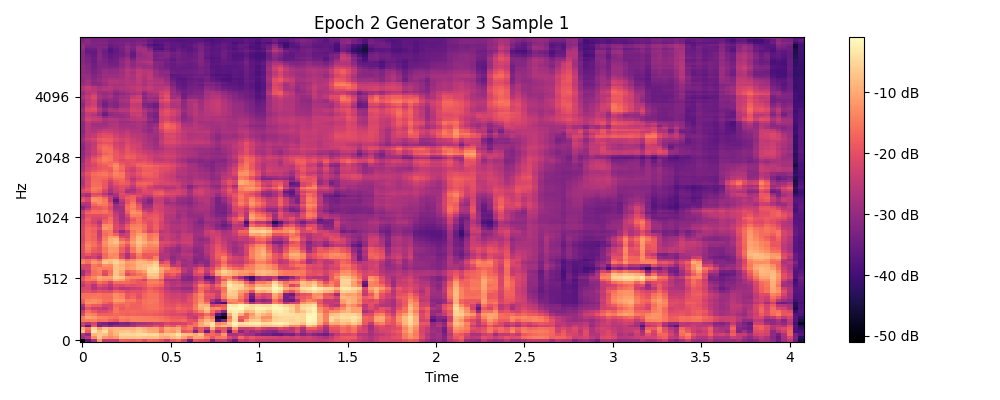 Epoch 2 Generator 3 Sample 1
Hz
4096
2048
1024
512
0
0 0.5 1 1.5 2 2.5 3 3.5 4
Time
-10 dB
-20 dB
-30 dB
-40 dB
-50 dB